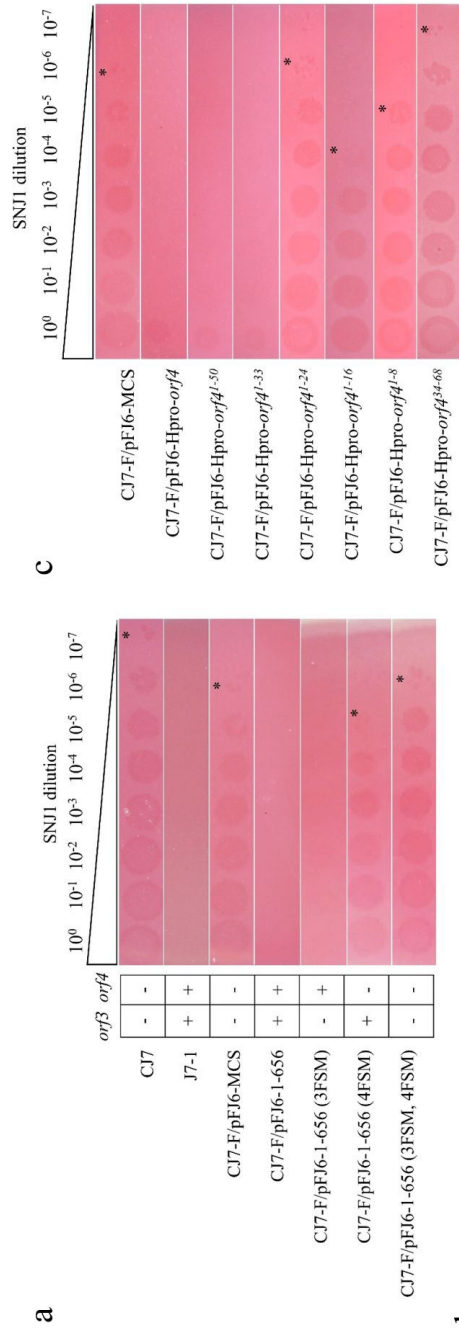 a
SNJ1 dilution
orf3 orf4 10⁰ 10⁻¹ 10⁻² 10⁻³ 10⁻⁴ 10⁻⁵ 10⁻⁶ 10⁻⁷
CJ7 - - *
J7-1 + +
CJ7-F/pFJ6-MCS - - *
CJ7-F/pFJ6-1-656 + +
CJ7-F/pFJ6-1-656 (3FSM) - +
CJ7-F/pFJ6-1-656 (4FSM) + - *
CJ7-F/pFJ6-1-656 (3FSM, 4FSM) - - *
c
SNJ1 dilution
10⁰ 10⁻¹ 10⁻² 10⁻³ 10⁻⁴ 10⁻⁵ 10⁻⁶ 10⁻⁷
CJ7-F/pFJ6-MCS *
CJ7-F/pFJ6-Hpro-orf4
CJ7-F/pFJ6-Hpro-orf4¹⁻⁵⁰
CJ7-F/pFJ6-Hpro-orf4¹⁻³³
CJ7-F/pFJ6-Hpro-orf4¹⁻²⁴ *
CJ7-F/pFJ6-Hpro-orf4¹⁻¹⁶ *
CJ7-F/pFJ6-Hpro-orf4¹⁻⁸ *
CJ7-F/pFJ6-Hpro-orf4³⁴⁻⁶⁸ *